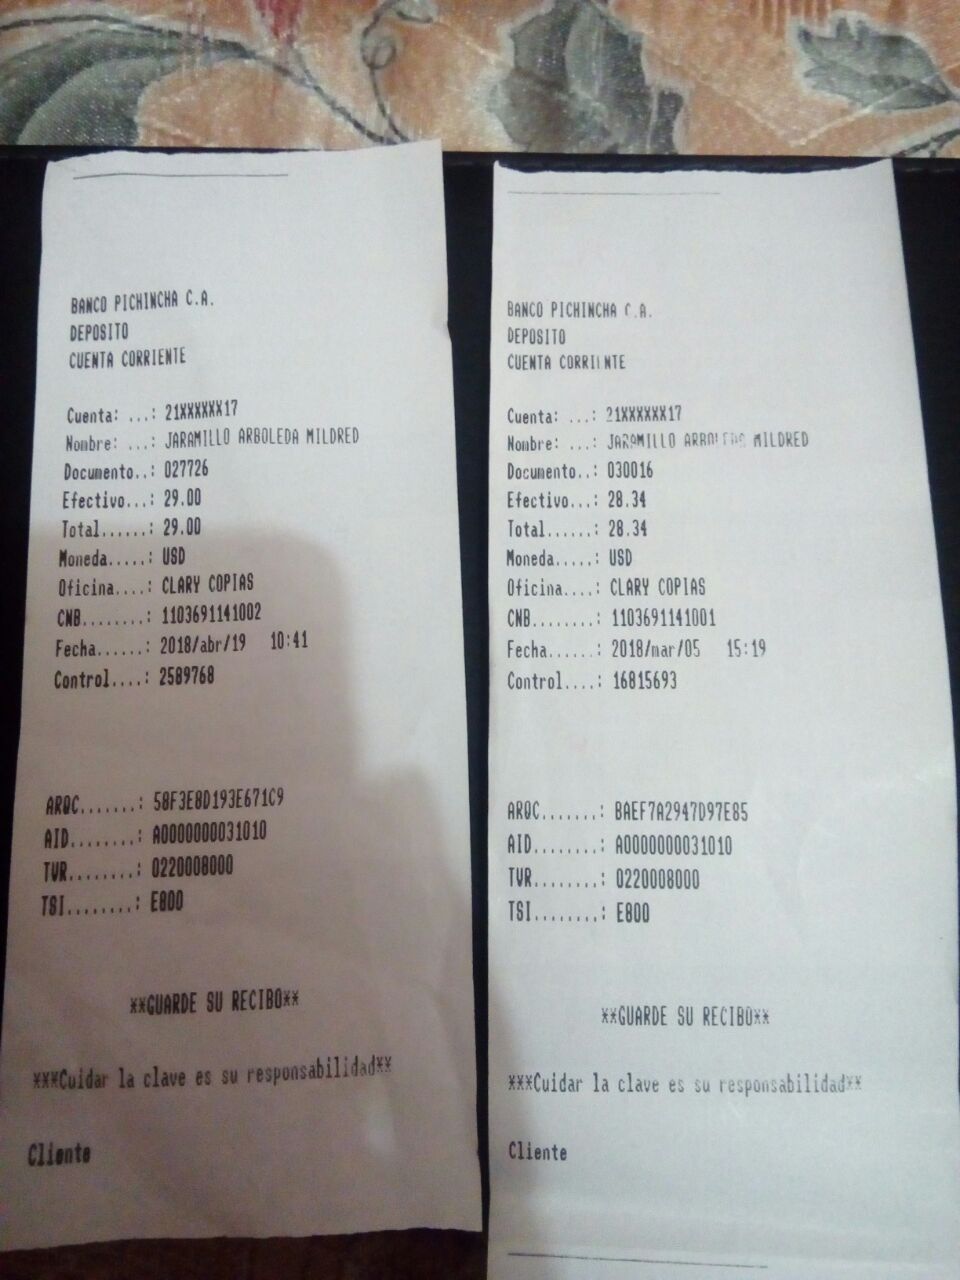 BANCO PICHINCHA C.A.
DEPOSITO
CUENTA CORRIENTE
Cuenta: ...: 21XXXXXX17
Nombre: ...: JARAMILLO ARBOLEDA MILDRED
Documento..: 027726
Efectivo...: 29.00
Total......: 29.00
Moneda.....: USD
Oficina....: CLARY COPIAS
CNB........: 1103691141002
Fecha......: 2018/abr/19 10:41
Control....: 2589768
ARQC.......: 58F3E8D193E671C9
AID........: A0000000031010
TVR........: 0220008000
TSI........: E800
**GUARDE SU RECIBO**
***Cuidar la clave es su responsabilidad**
Cliente
BANCO PICHINCHA C.A.
DEPOSITO
CUENTA CORRIENTE
Cuenta: ...: 21XXXXXX17
Nombre: ...: JARAMILLO ARBOLEDA MILDRED
Documento..: 030016
Efectivo...: 28.34
Total......: 28.34
Moneda.....: USD
Oficina....: CLARY COPIAS
CNB........: 1103691141001
Fecha......: 2018/mar/05 15:19
Control....: 16815693
ARQC.......: BAEF7A2947D97E85
AID........: A0000000031010
TVR........: 0220008000
TSI........: E800
**GUARDE SU RECIBO**
***Cuidar la clave es su responsabilidad**
Cliente